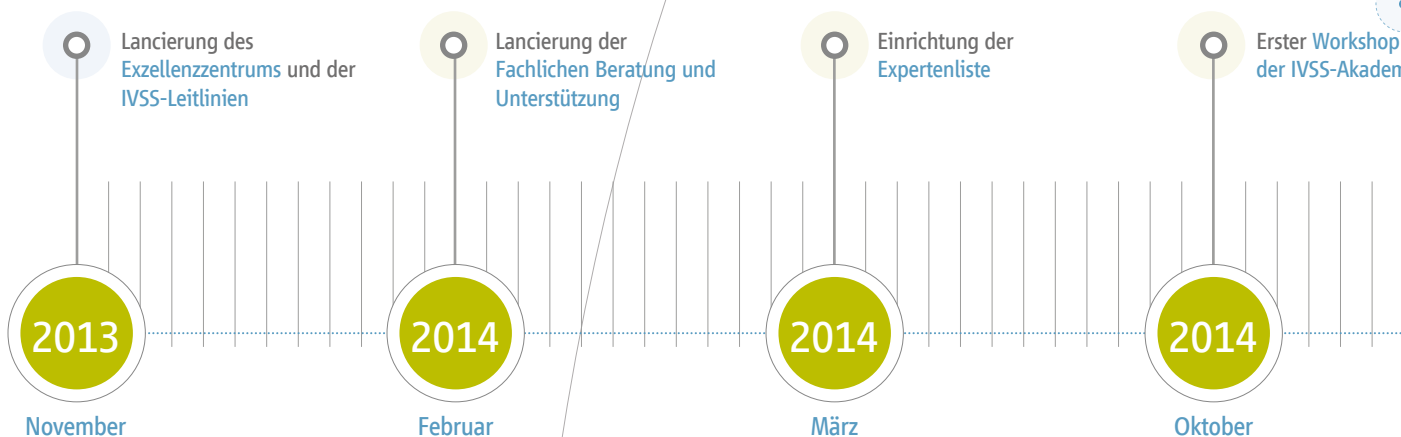 Lancierung des
Exzellenzzentrums und der
IVSS-Leitlinien
2013
November
Lancierung der
Fachlichen Beratung und
Unterstützung
2014
Februar
Einrichtung der
Expertenliste
2014
März
Erster Workshop
der IVSS-Akadem
2014
Oktober